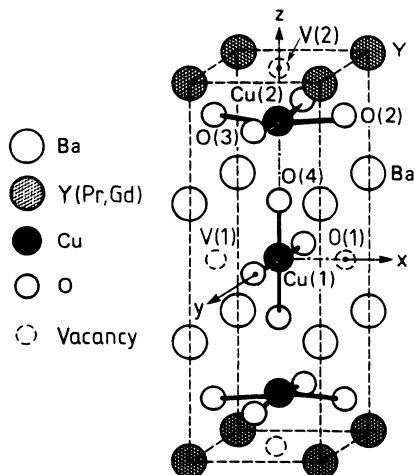 z
V(2)
Y
Cu(2)
O(2)
O(3)
Ba
O(4)
Ba
Y(Pr,Gd)
V(1)
O(1)
Cu
x
O
Cu(1)
y
Vacancy